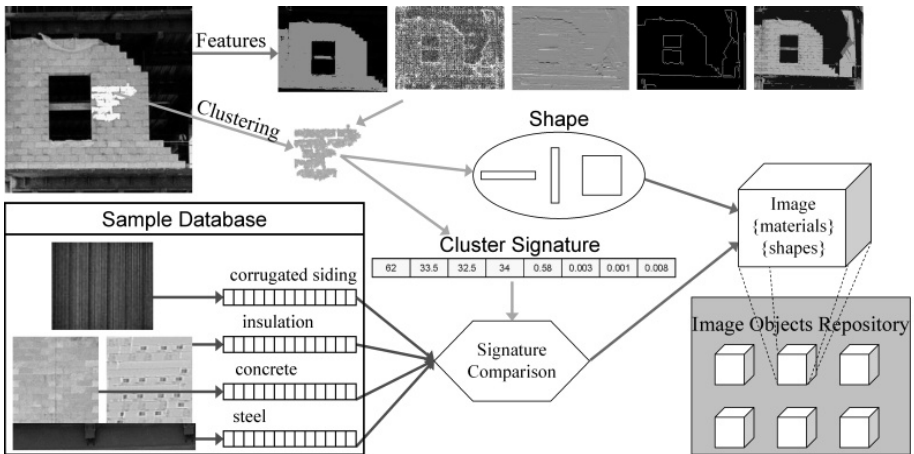 Features
Clustering
Shape
Sample Database
Image
{materials}
{shapes}
Cluster Signature
62 33.5 32.5 34 0.58 0.003 0.001 0.008
corrugated siding
insulation
concrete
steel
Signature
Comparison
Image Objects Repository